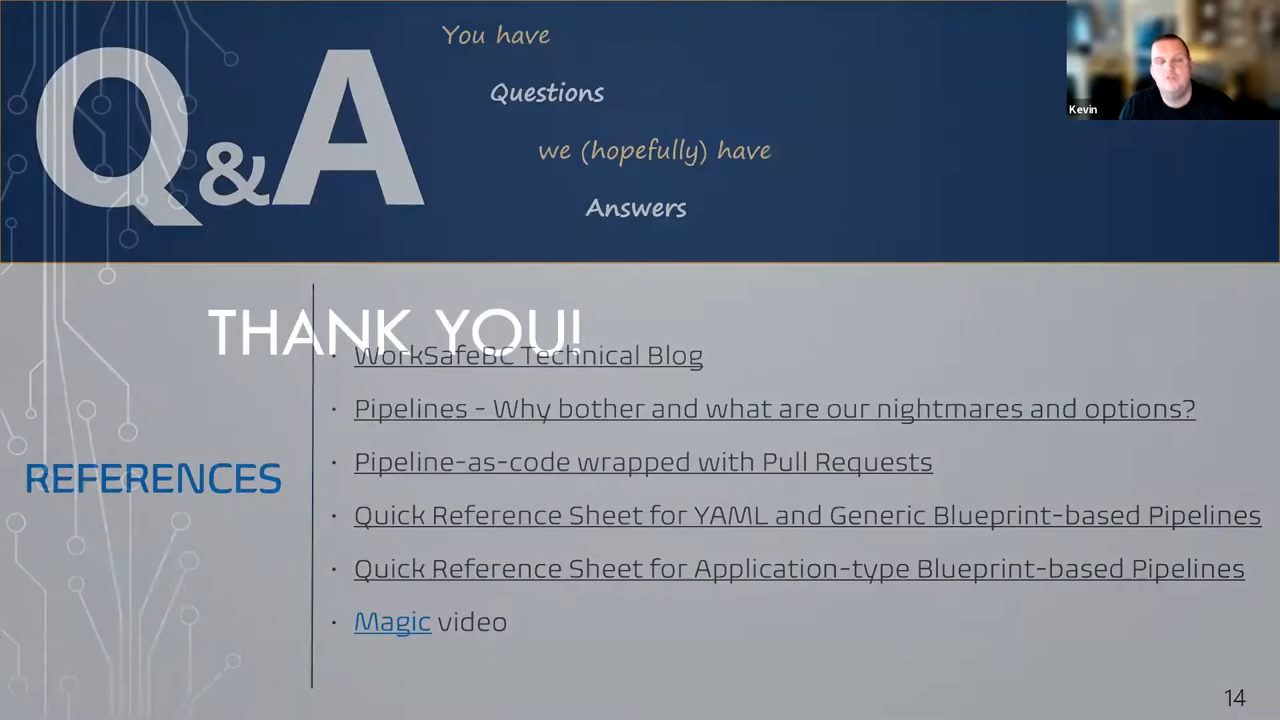 Q&A
You have
Questions
we (hopefully) have
Answers
Kevin
THANK YOU!
REFERENCES
• WorkSafeBC Technical Blog
• Pipelines - Why bother and what are our nightmares and options?
• Pipeline-as-code wrapped with Pull Requests
• Quick Reference Sheet for YAML and Generic Blueprint-based Pipelines
• Quick Reference Sheet for Application-type Blueprint-based Pipelines
• Magic video
14